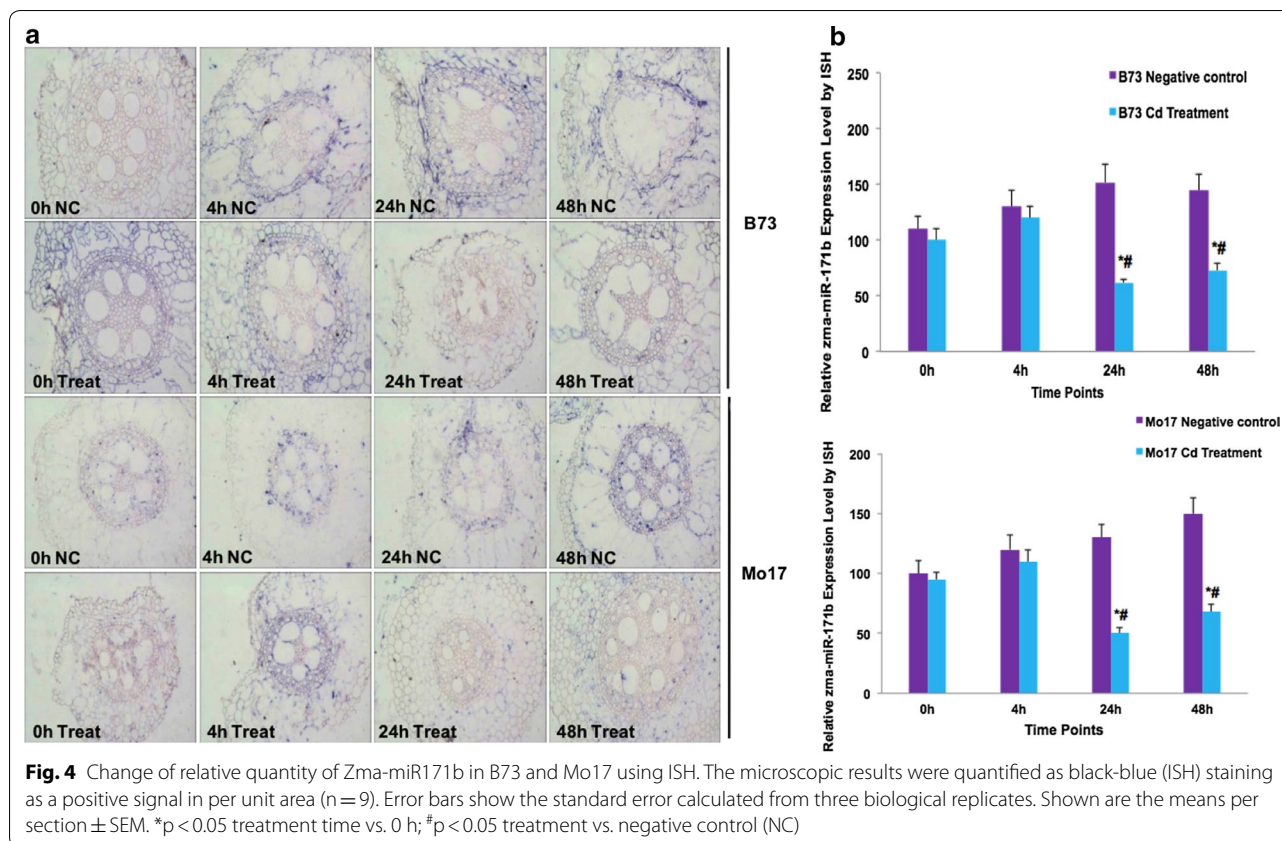 a
0h NC
4h NC
24h NC
48h NC
B73
0h Treat
4h Treat
24h Treat
48h Treat
0h NC
4h NC
24h NC
48h NC
Mo17
0h Treat
4h Treat
24h Treat
48h Treat
b
Relative zma-miR-171b Expression Level by ISH
250
200
150
100
50
0
B73 Negative control
B73 Cd Treatment
*#
*#
0h 4h 24h 48h
Time Points
Relative zma-miR-171b Expression Level by ISH
200
150
100
50
0
Mo17 Negative control
Mo17 Cd Treatment
*#
*#
0h 4h 24h 48h
Time Points
Fig. 4 Change of relative quantity of Zma-miR171b in B73 and Mo17 using ISH. The microscopic results were quantified as black-blue (ISH) staining
as a positive signal in per unit area (n = 9). Error bars show the standard error calculated from three biological replicates. Shown are the means per
section ± SEM. *p < 0.05 treatment time vs. 0 h; #p < 0.05 treatment vs. negative control (NC)